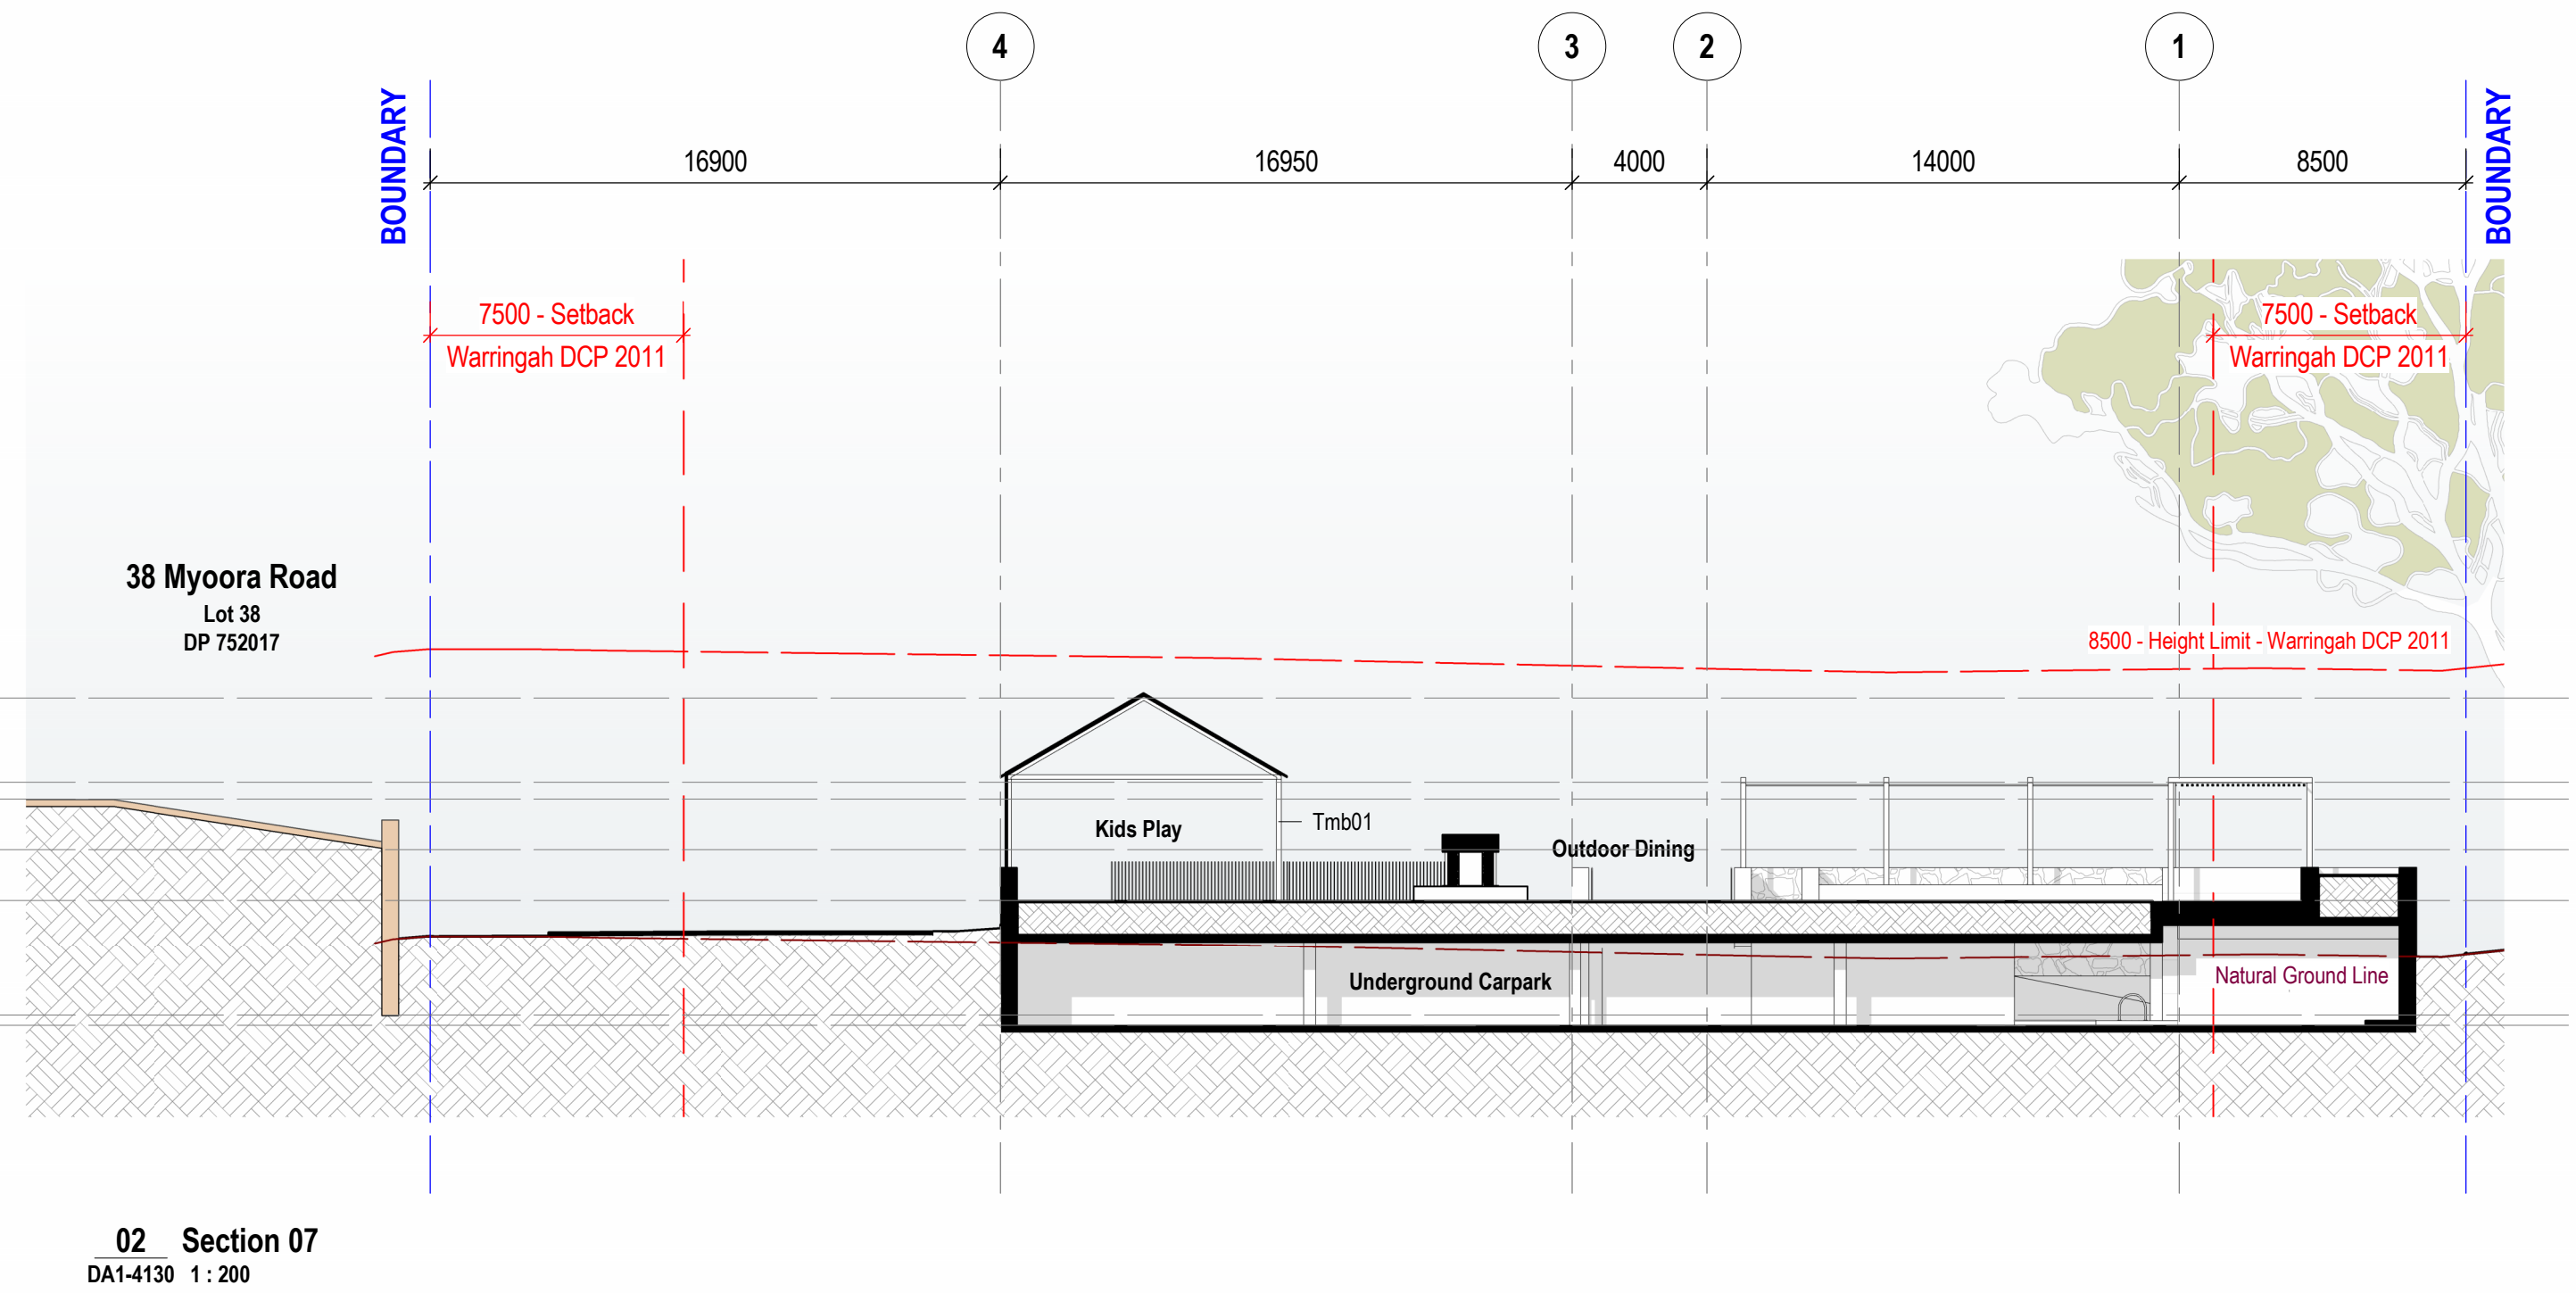 4
3
2
1
BOUNDARY
BOUNDARY
16900
16950
4000
14000
8500
7500 - Setback
Warringah DCP 2011
7500 - Setback
Warringah DCP 2011
38 Myoora Road
Lot 38
DP 752017
8500 - Height Limit - Warringah DCP 2011
Kids Play
Tmb01
Outdoor Dining
Underground Carpark
Natural Ground Line
02 Section 07
DA1-4130 1 : 200